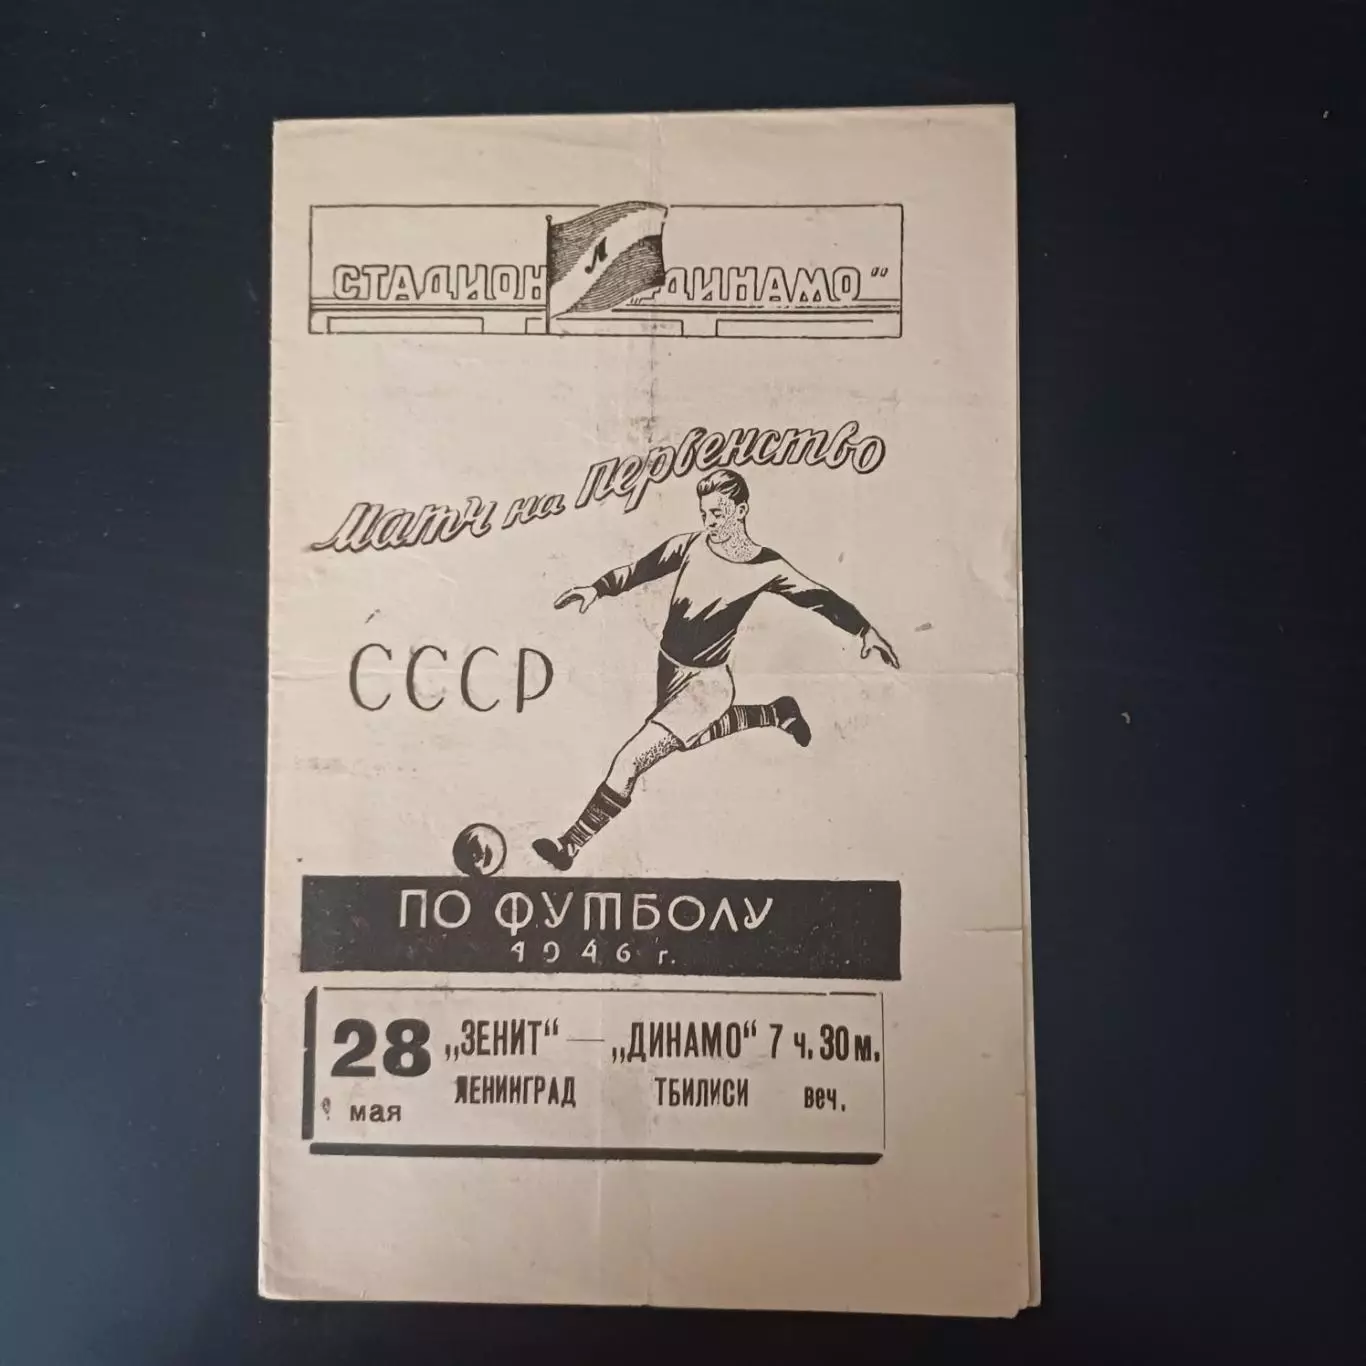 СТАДИОН „ДИНАМО“
Л
Матч на первенство
СССР
ПО ФУТБОЛУ
1946 г.
28 „ЗЕНИТ“ — „ДИНАМО“ 7 ч. 30 м.
мая ЛЕНИНГРАД ТБИЛИСИ веч.